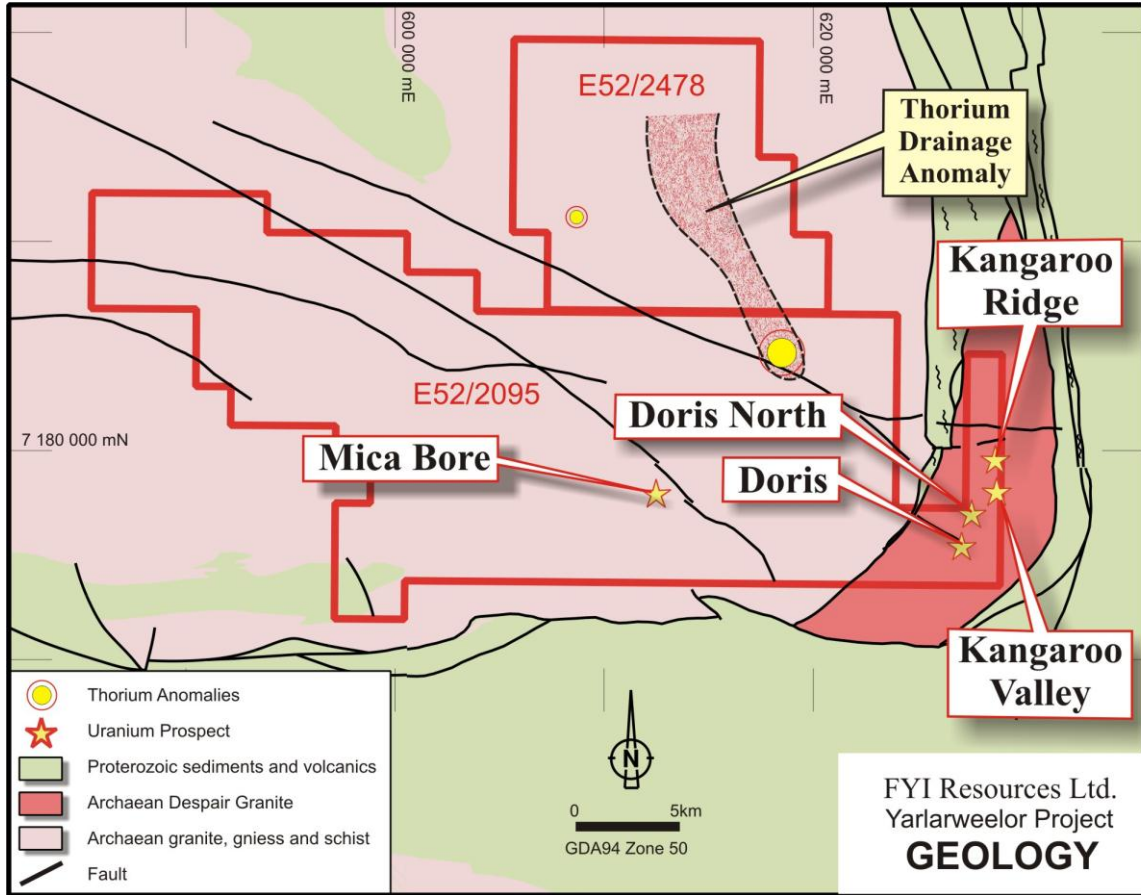 600 000 mE
620 000 mE
E52/2478
Thorium
Drainage
Anomaly
Kangaroo
Ridge
E52/2095
Doris North
7 180 000 mN
Mica Bore
Doris
Kangaroo
Valley
Thorium Anomalies
Uranium Prospect
Proterozoic sediments and volcanics
Archaean Despair Granite
Archaean granite, gniess and schist
Fault
N
0 5km
GDA94 Zone 50
FYI Resources Ltd.
Yarlarweelor Project
GEOLOGY